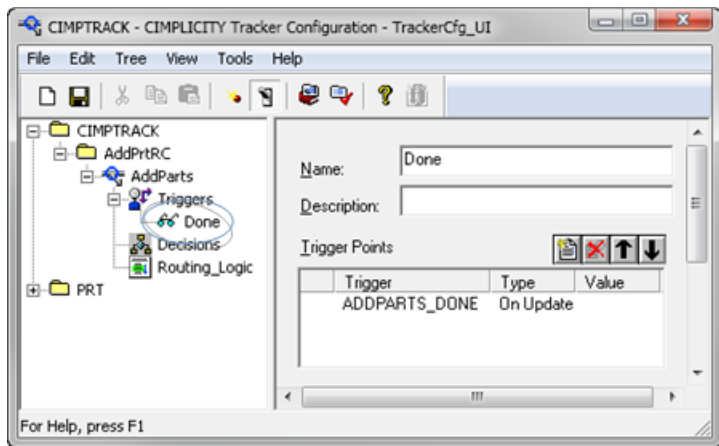 CIMPTRACK - CIMPLICITY Tracker Configuration - TrackerCfg_UI
File Edit Tree View Tools Help
CIMPTRACK
AddPrtRC
AddParts
Triggers
Done
Decisions
Routing_Logic
PRT
Name: Done
Description:
Trigger Points
Trigger Type Value
ADDPARTS_DONE On Update
For Help, press F1